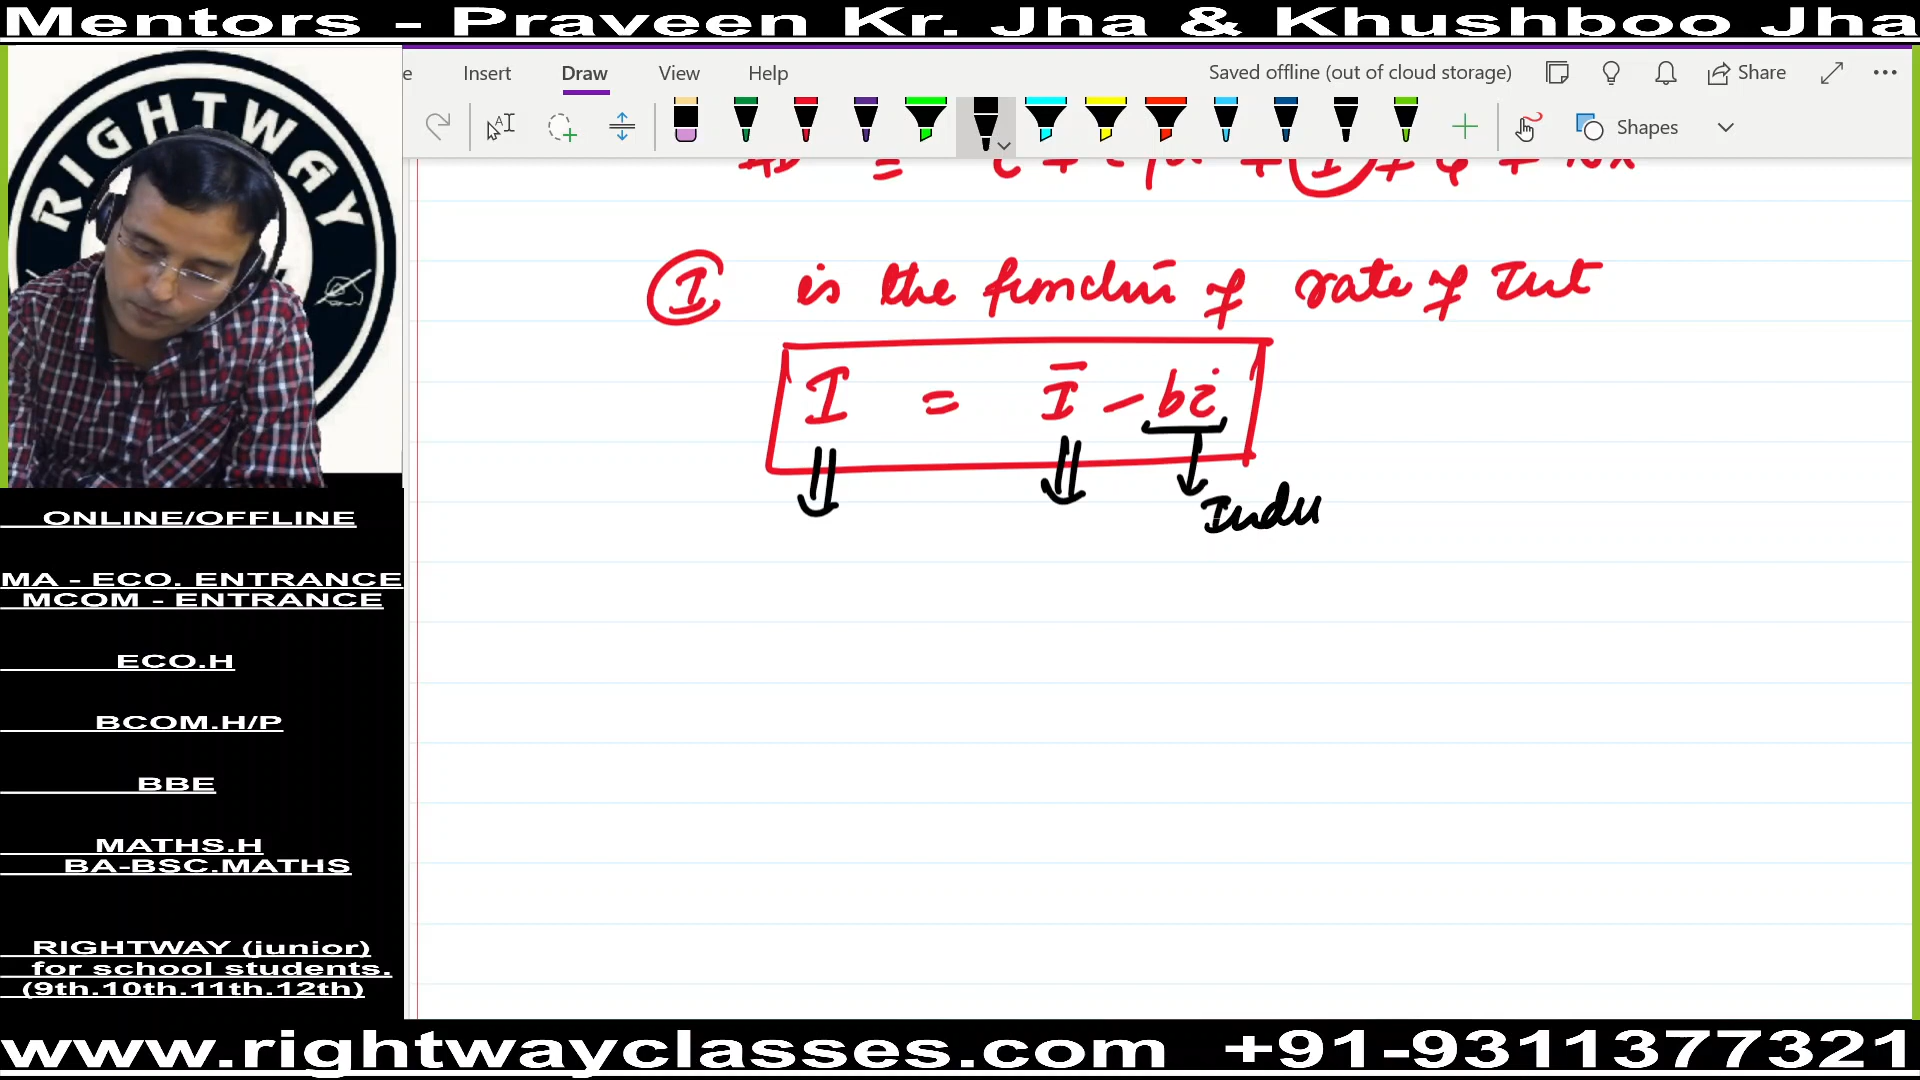 Mentors - Praveen Kr. Jha & Khushboo Jha
RIGHTWAY
Insert Draw View Help
Saved offline (out of cloud storage)
Share
Shapes
I is the function of rate of Int
I = Ī - bi
Indu
ONLINE/OFFLINE
MA - ECO. ENTRANCE
MCOM - ENTRANCE
ECO.H
BCOM.H/P
BBE
MATHS.H
BA-BSC.MATHS
RIGHTWAY (junior)
for school students.
(9th.10th.11th.12th)
www.rightwayclasses.com +91-9311377321